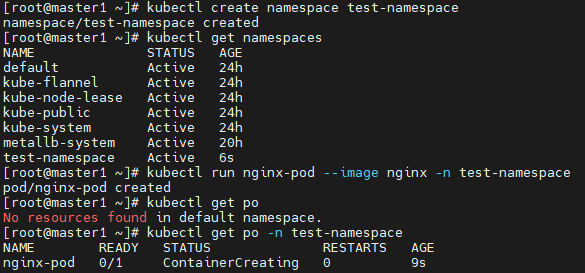 [root@master1 ~]# kubectl create namespace test-namespace
namespace/test-namespace created
[root@master1 ~]# kubectl get namespaces
NAME              STATUS   AGE
default           Active   24h
kube-flannel      Active   24h
kube-node-lease   Active   24h
kube-public       Active   24h
kube-system       Active   24h
metallb-system    Active   20h
test-namespace    Active   6s
[root@master1 ~]# kubectl run nginx-pod --image nginx -n test-namespace
pod/nginx-pod created
[root@master1 ~]# kubectl get po
No resources found in default namespace.
[root@master1 ~]# kubectl get po -n test-namespace
NAME        READY   STATUS              RESTARTS   AGE
nginx-pod   0/1     ContainerCreating   0          9s